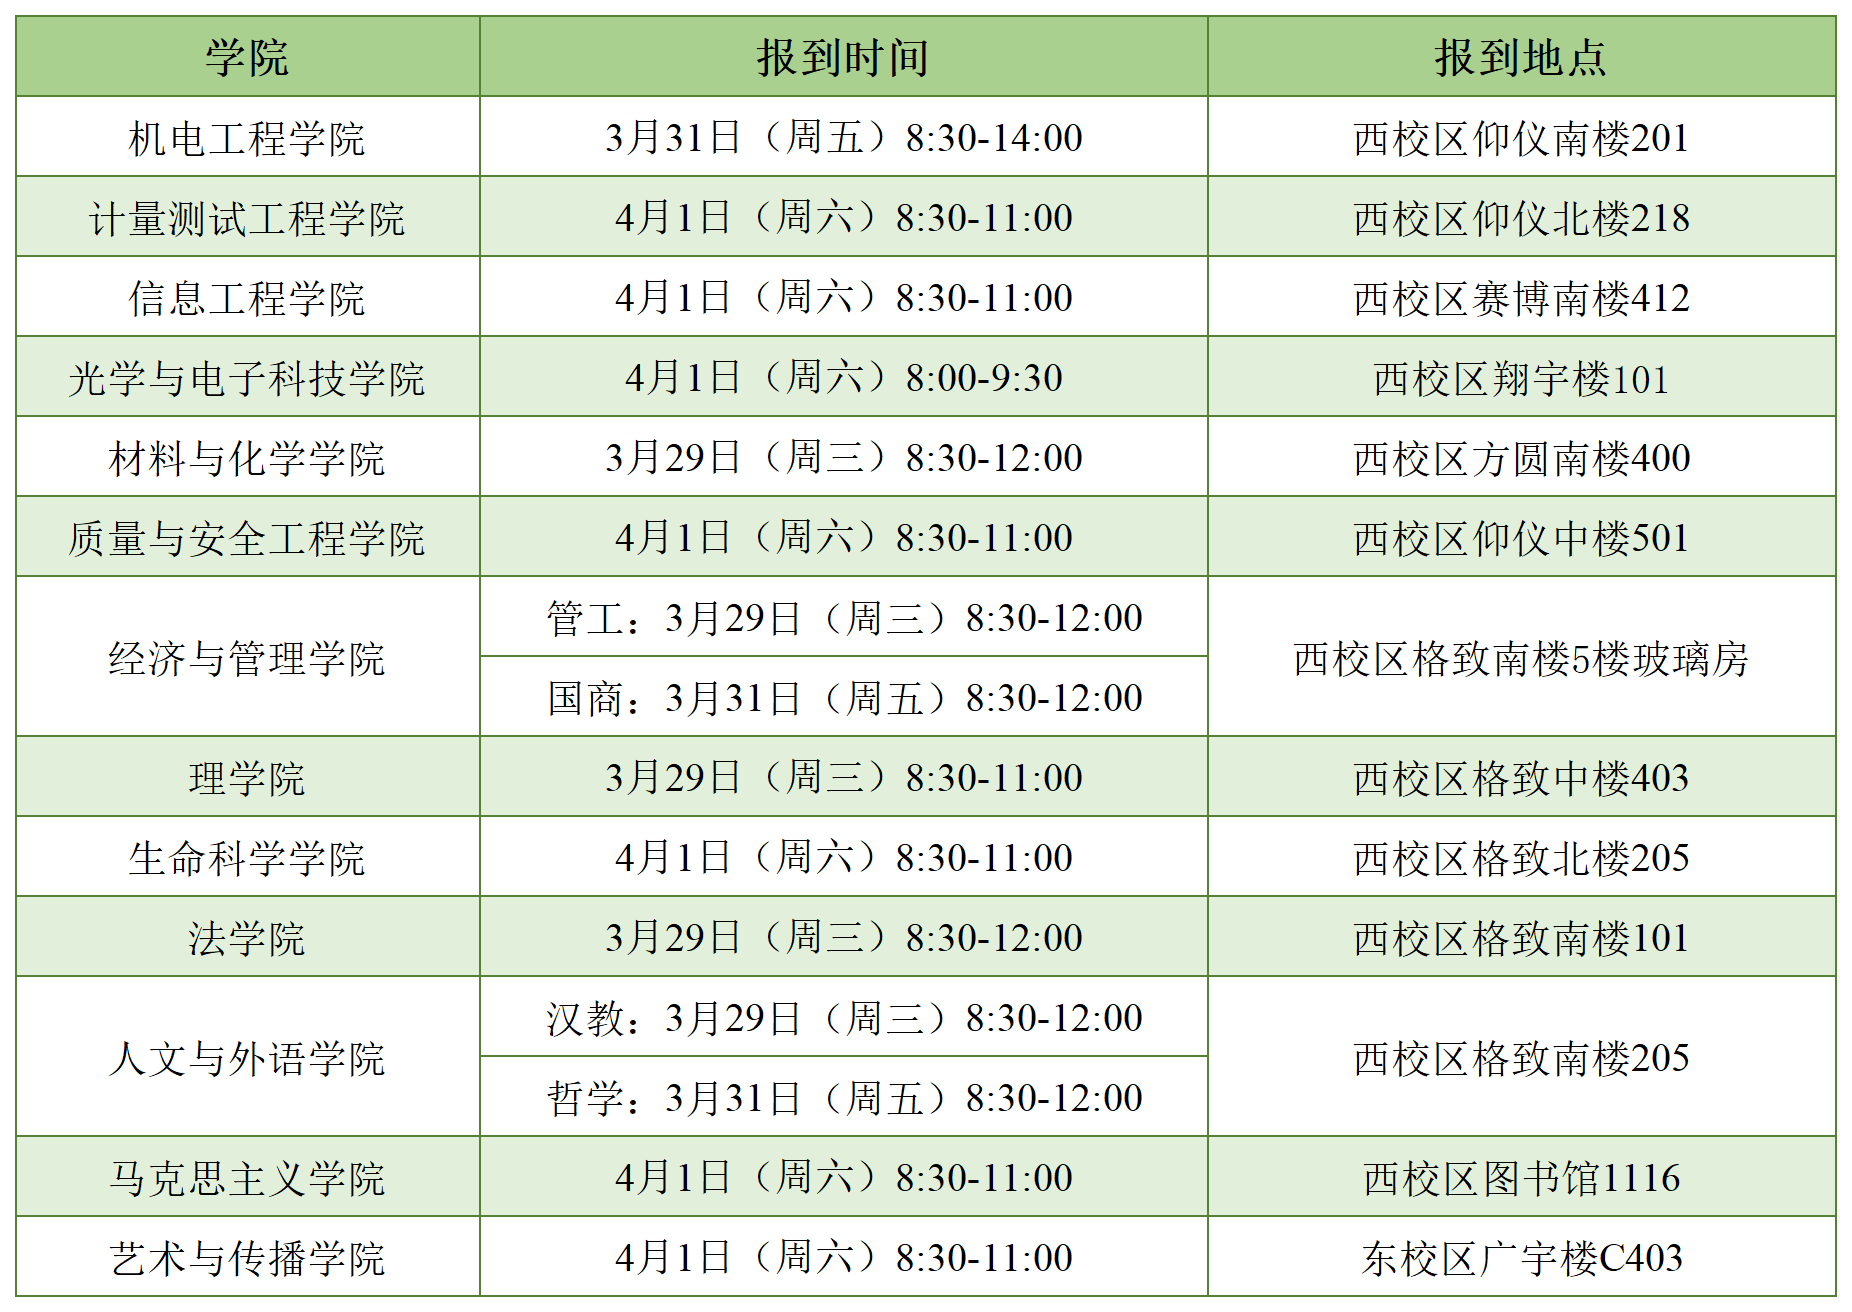 学院 报到时间 报到地点
机电工程学院 3月31日（周五）8:30-14:00 西校区仰仪南楼201
计量测试工程学院 4月1日（周六）8:30-11:00 西校区仰仪北楼218
信息工程学院 4月1日（周六）8:30-11:00 西校区赛博南楼412
光学与电子科技学院 4月1日（周六）8:00-9:30 西校区翔宇楼101
材料与化学学院 3月29日（周三）8:30-12:00 西校区方圆南楼400
质量与安全工程学院 4月1日（周六）8:30-11:00 西校区仰仪中楼501
经济与管理学院 管工：3月29日（周三）8:30-12:00 西校区格致南楼5楼玻璃房
国商：3月31日（周五）8:30-12:00
理学院 3月29日（周三）8:30-11:00 西校区格致中楼403
生命科学学院 4月1日（周六）8:30-11:00 西校区格致北楼205
法学院 3月29日（周三）8:30-12:00 西校区格致南楼101
人文与外语学院 汉教：3月29日（周三）8:30-12:00 西校区格致南楼205
哲学：3月31日（周五）8:30-12:00
马克思主义学院 4月1日（周六）8:30-11:00 西校区图书馆1116
艺术与传播学院 4月1日（周六）8:30-11:00 东校区广宇楼C403